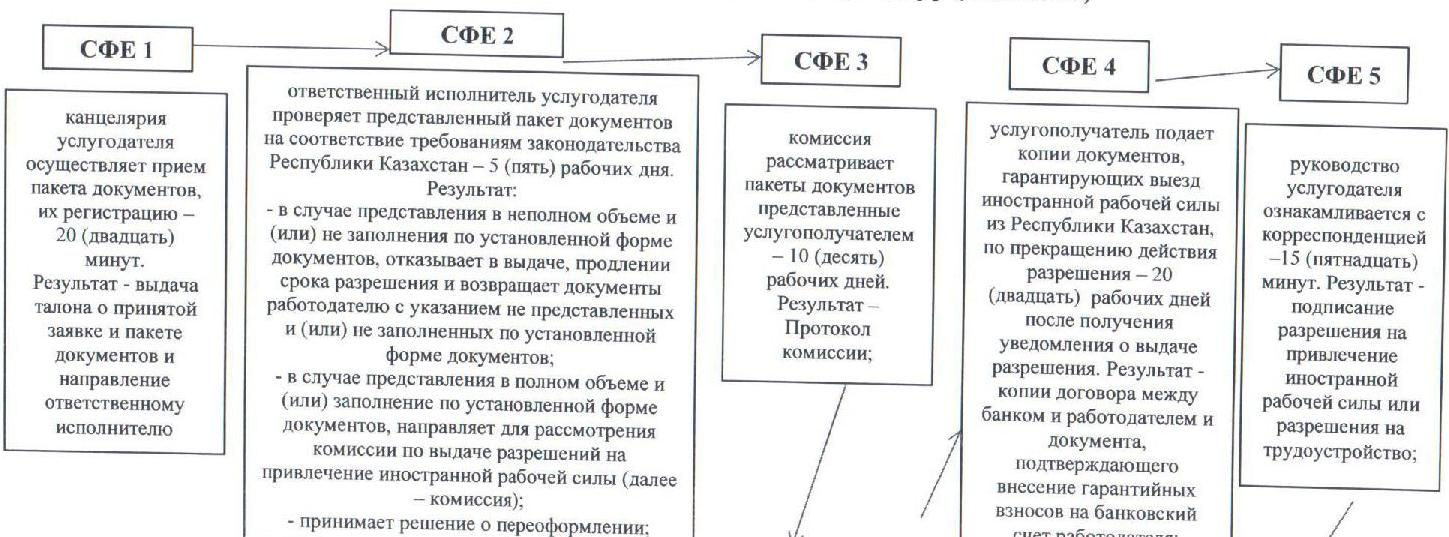 СФЕ 1
канцелярия
услугодателя
осуществляет прием
пакета документов,
их регистрацию –
20 (двадцать)
минут.
Результат - выдача
талона о принятой
заявке и пакете
документов и
направление
ответственному
исполнителю
СФЕ 2
ответственный исполнитель услугодателя
проверяет представленный пакет документов
на соответствие требованиям законодательства
Республики Казахстан – 5 (пять) рабочих дня.
Результат:
- в случае представления в неполном объеме и
(или) не заполнения по установленной форме
документов, отказывает в выдаче, продлении
срока разрешения и возвращает документы
работодателю с указанием не представленных
и (или) не заполненных по установленной
форме документов;
- в случае представления в полном объеме и
(или) заполнение по установленной форме
документов, направляет для рассмотрения
комиссии по выдаче разрешений на
привлечение иностранной рабочей силы (далее
– комиссия);
- принимает решение о переоформлении;
СФЕ 3
комиссия
рассматривает
пакеты документов
представленные
услугополучателем
– 10 (десять)
рабочих дней.
Результат –
Протокол
комиссии;
СФЕ 4
услугополучатель подает
копии документов,
гарантирующих выезд
иностранной рабочей силы
из Республики Казахстан,
по прекращению действия
разрешения – 20
(двадцать) рабочих дней
после получения
уведомления о выдаче
разрешения. Результат -
копии договора между
банком и работодателем и
документа,
подтверждающего
внесение гарантийных
взносов на банковский
счет работодателя;
СФЕ 5
руководство
услугодателя
ознакамливается с
корреспонденцией
–15 (пятнадцать)
минут. Результат -
подписание
разрешения на
привлечение
иностранной
рабочей силы или
разрешения на
трудоустройство;